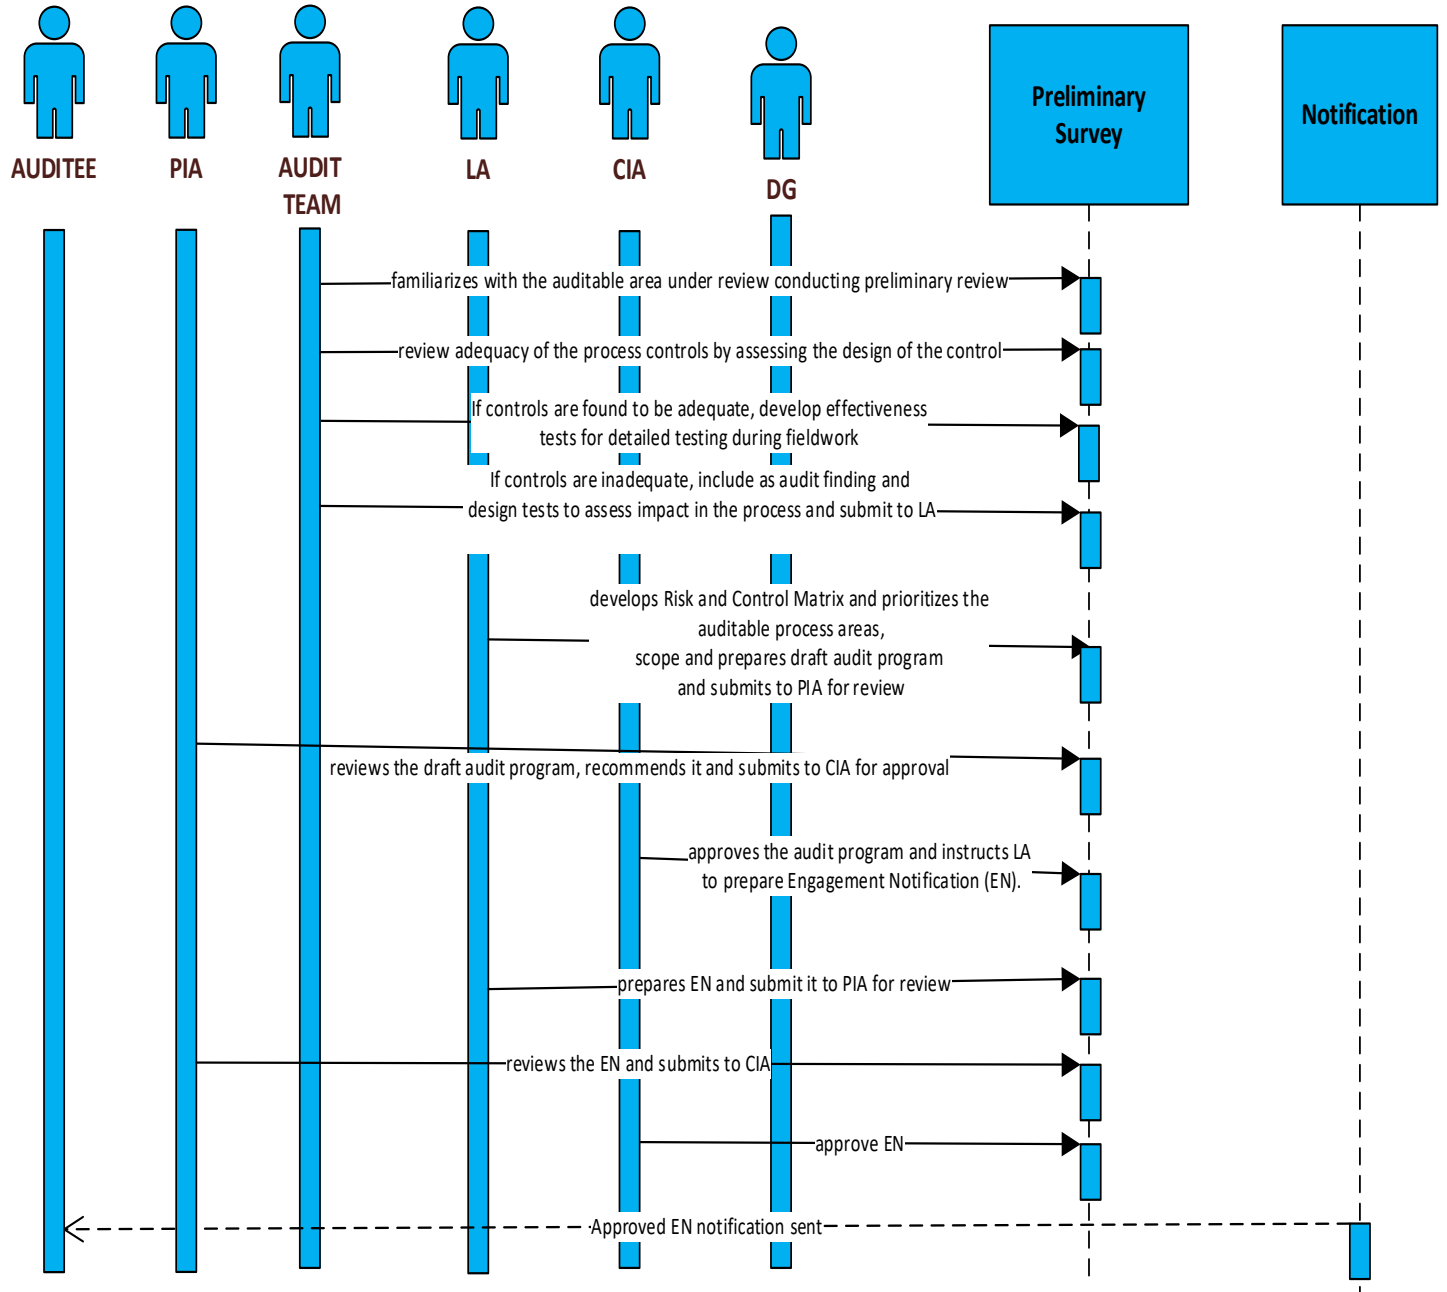 AUDITEE
PIA
AUDIT
TEAM
LA
CIA
DG
Preliminary
Survey
Notification
familiarizes with the auditable area under review conducting preliminary review
review adequacy of the process controls by assessing the design of the control
If controls are found to be adequate, develop effectiveness
tests for detailed testing during fieldwork
If controls are inadequate, include as audit finding and
design tests to assess impact in the process and submit to LA
develops Risk and Control Matrix and prioritizes the
auditable process areas,
scope and prepares draft audit program
and submits to PIA for review
reviews the draft audit program, recommends it and submits to CIA for approval
approves the audit program and instructs LA
to prepare Engagement Notification (EN).
prepares EN and submit it to PIA for review
reviews the EN and submits to CIA
approve EN
Approved EN notification sent